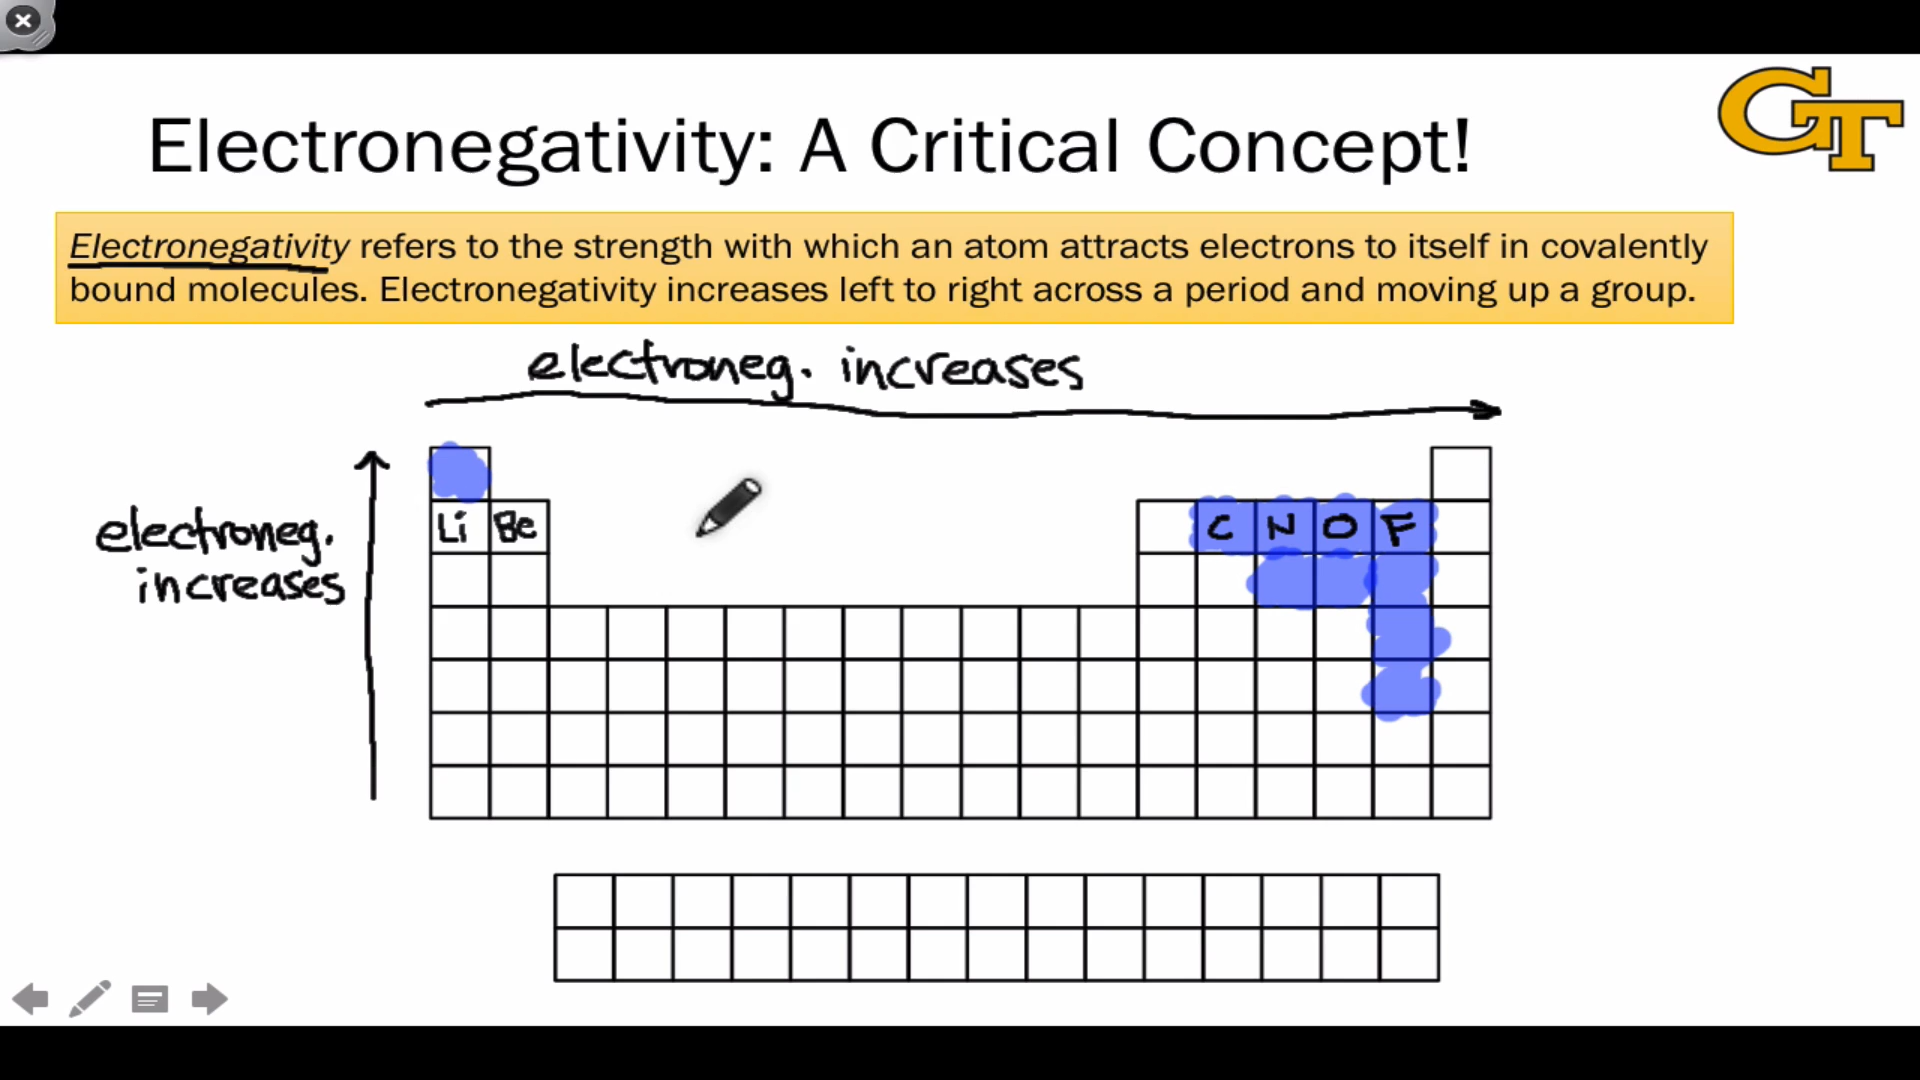 GT
Electronegativity: A Critical Concept!
Electronegativity refers to the strength with which an atom attracts electrons to itself in covalently
bound molecules. Electronegativity increases left to right across a period and moving up a group.
electroneg. increases
electroneg.
increases
Li Be C N O F